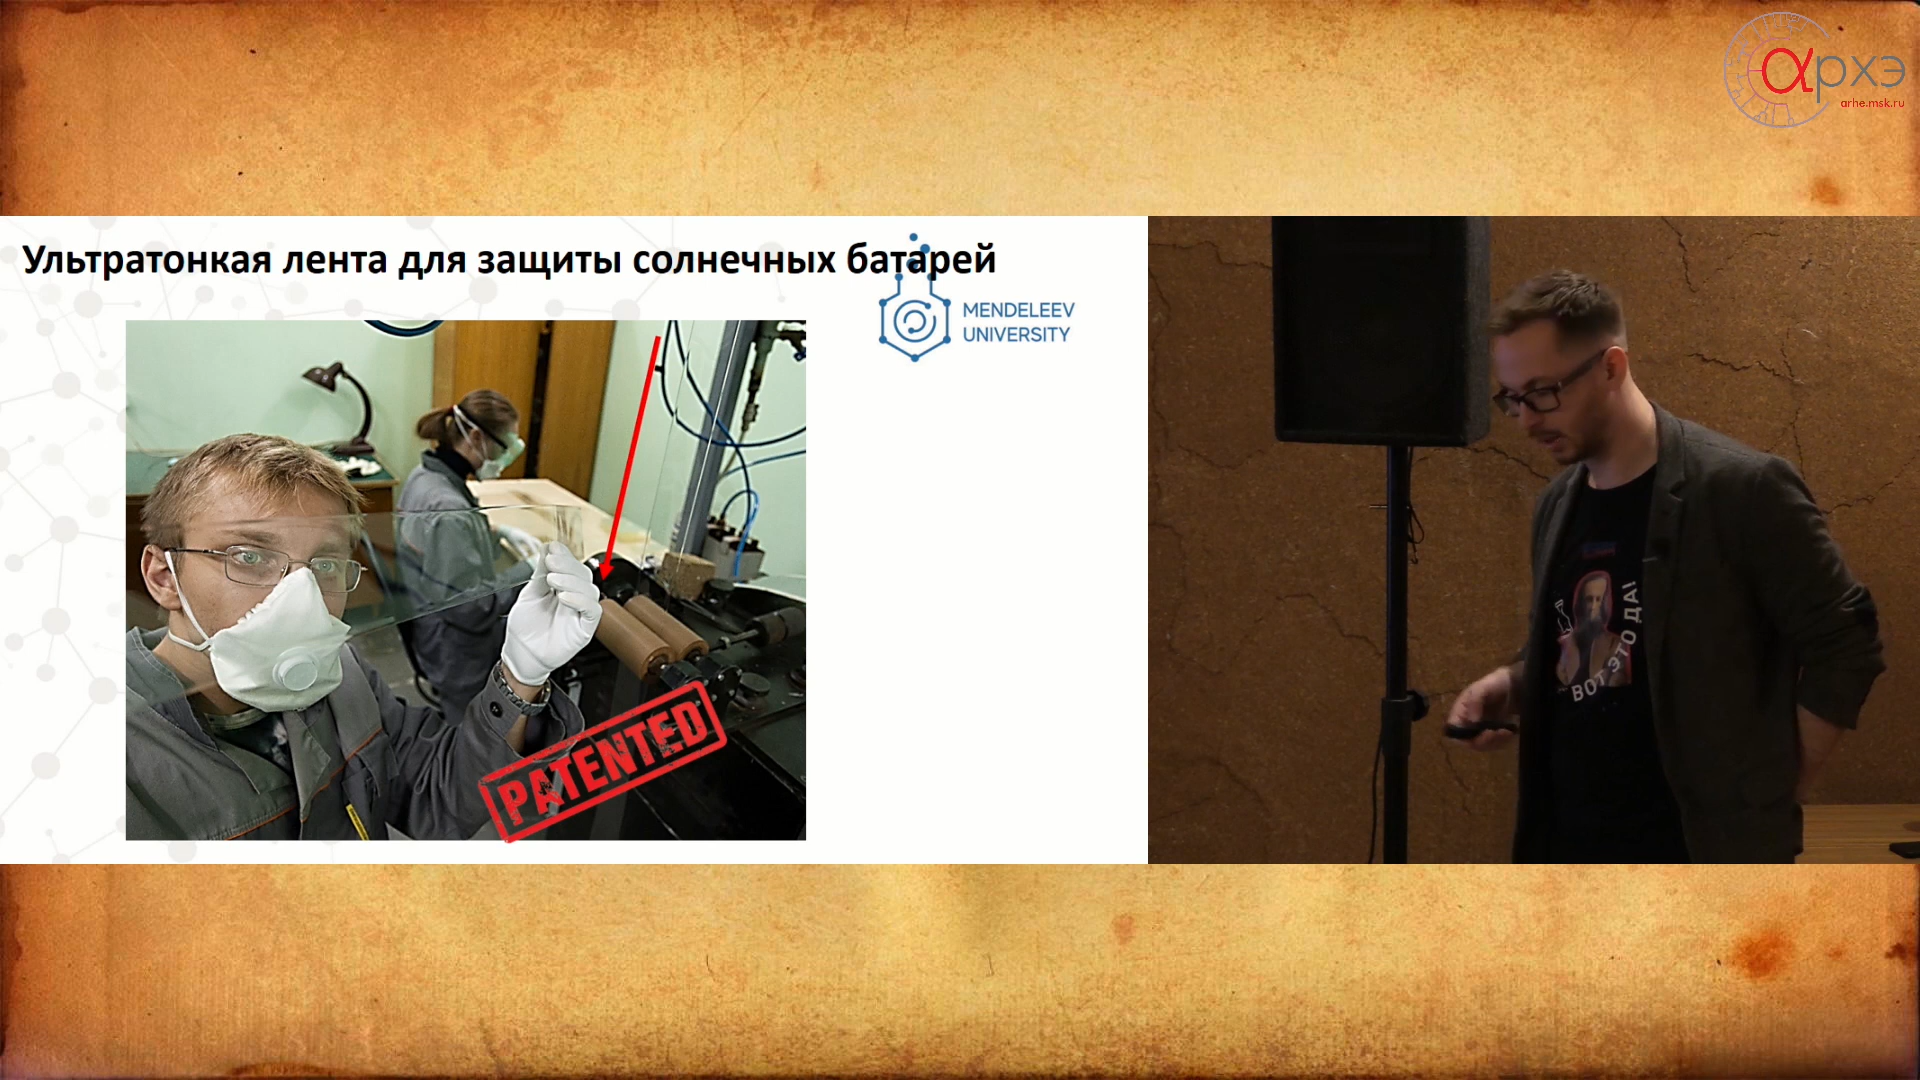 αрхэ
arhe.msk.ru
Ультратонкая лента для защиты солнечных батарей
MENDELEEV
UNIVERSITY
PATENTED
ВОТ ЭТО ДА!